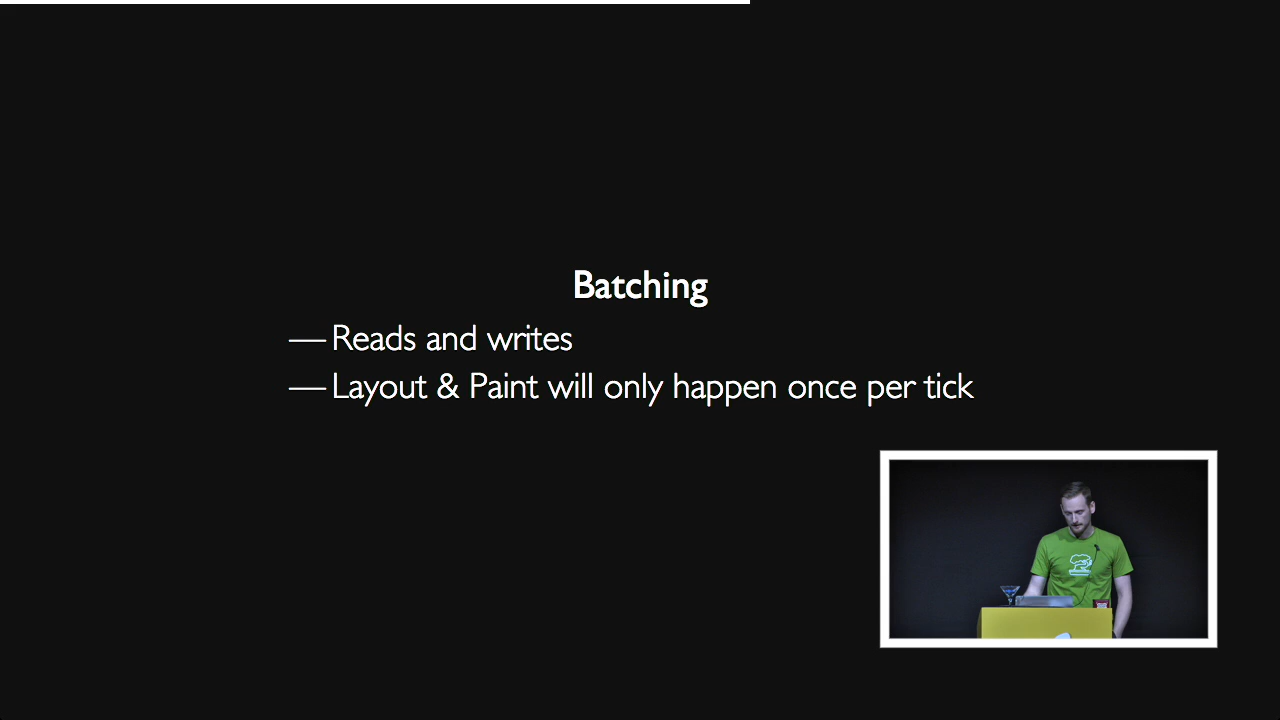 Batching
— Reads and writes
— Layout & Paint will only happen once per tick